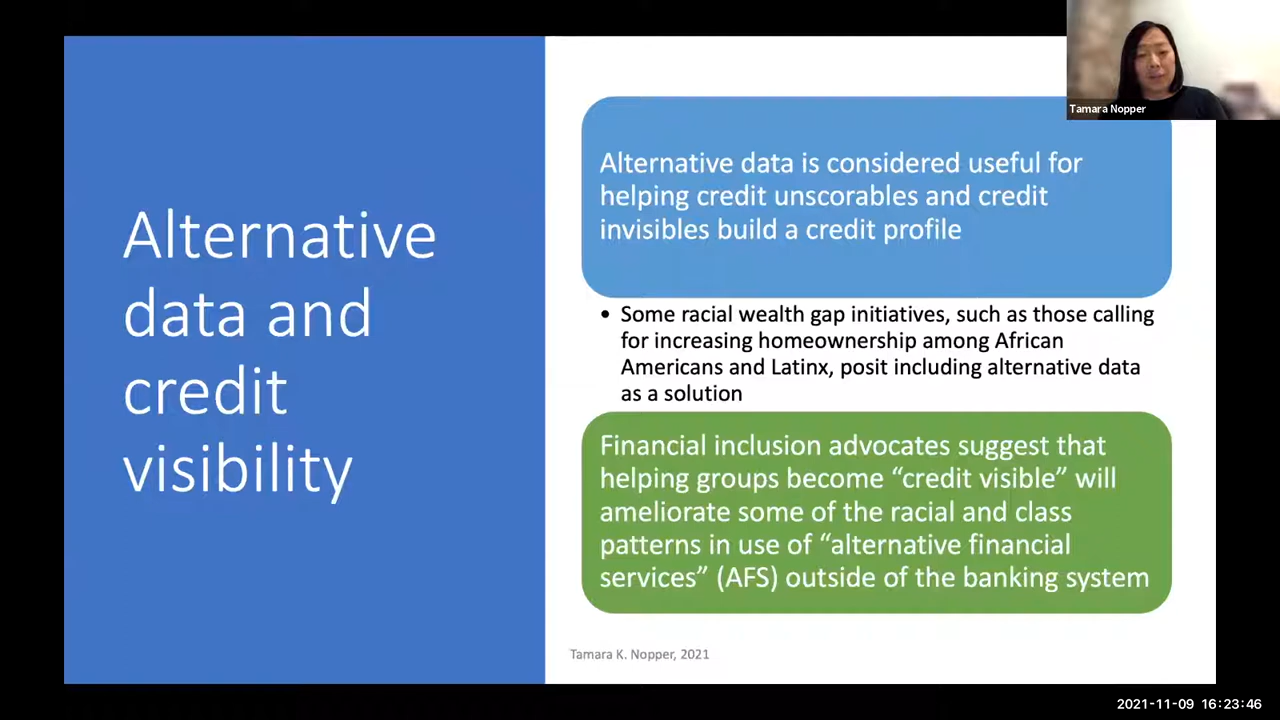 Tamara Nopper
Alternative
data and
credit
visibility
Alternative data is considered useful for
helping credit unscorables and credit
invisibles build a credit profile
• Some racial wealth gap initiatives, such as those calling
for increasing homeownership among African
Americans and Latinx, posit including alternative data
as a solution
Financial inclusion advocates suggest that
helping groups become “credit visible” will
ameliorate some of the racial and class
patterns in use of “alternative financial
services” (AFS) outside of the banking system
Tamara K. Nopper, 2021
2021-11-09 16:23:46